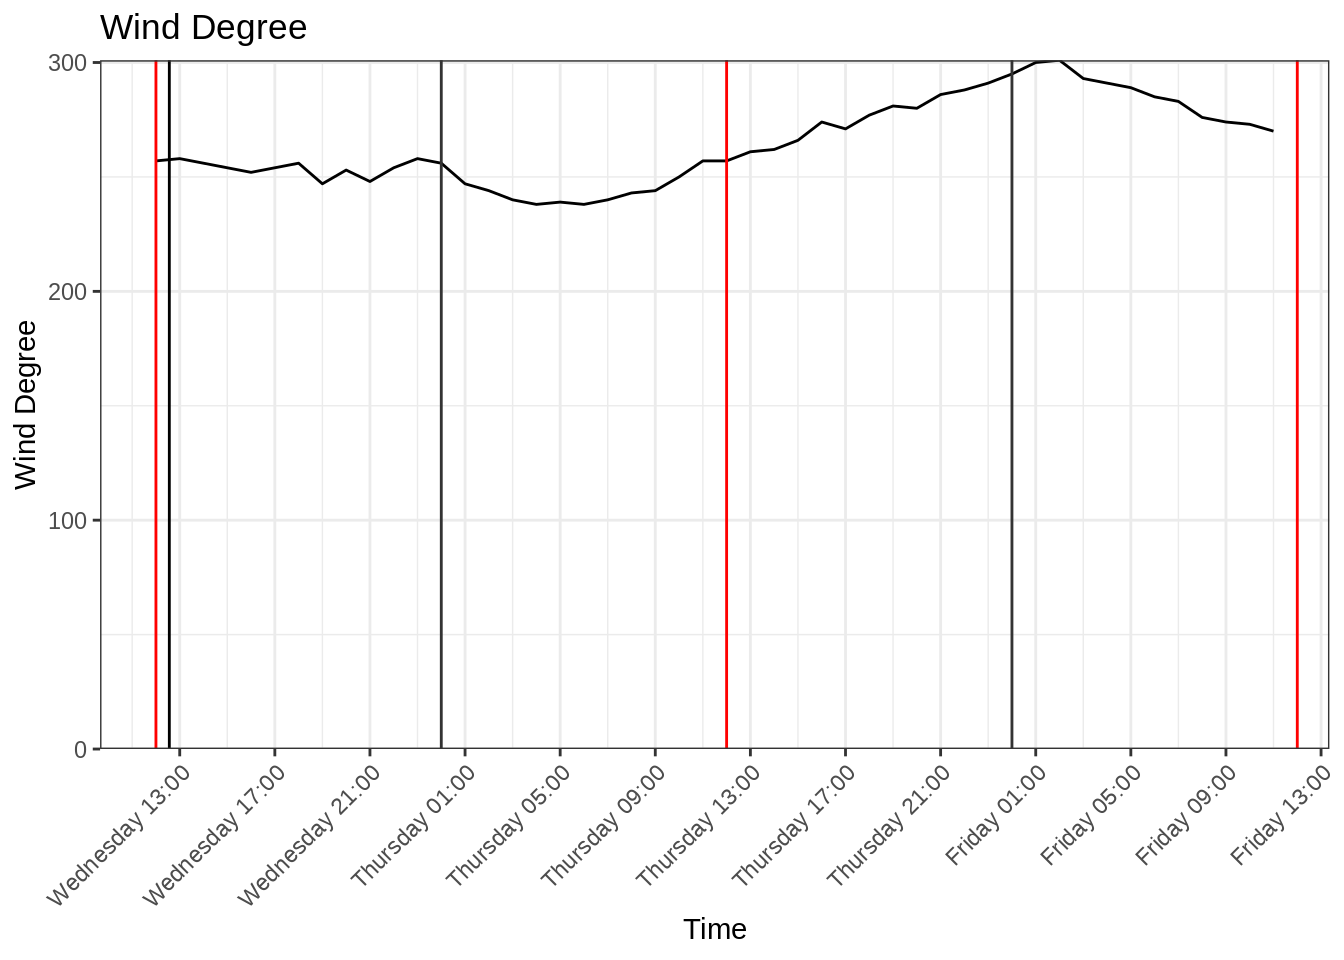 Wind Degree
Wind Degree
300
200
100
0
Wednesday 13:00
Wednesday 17:00
Wednesday 21:00
Thursday 01:00
Thursday 05:00
Thursday 09:00
Thursday 13:00
Thursday 17:00
Thursday 21:00
Friday 01:00
Friday 05:00
Friday 09:00
Friday 13:00
Time